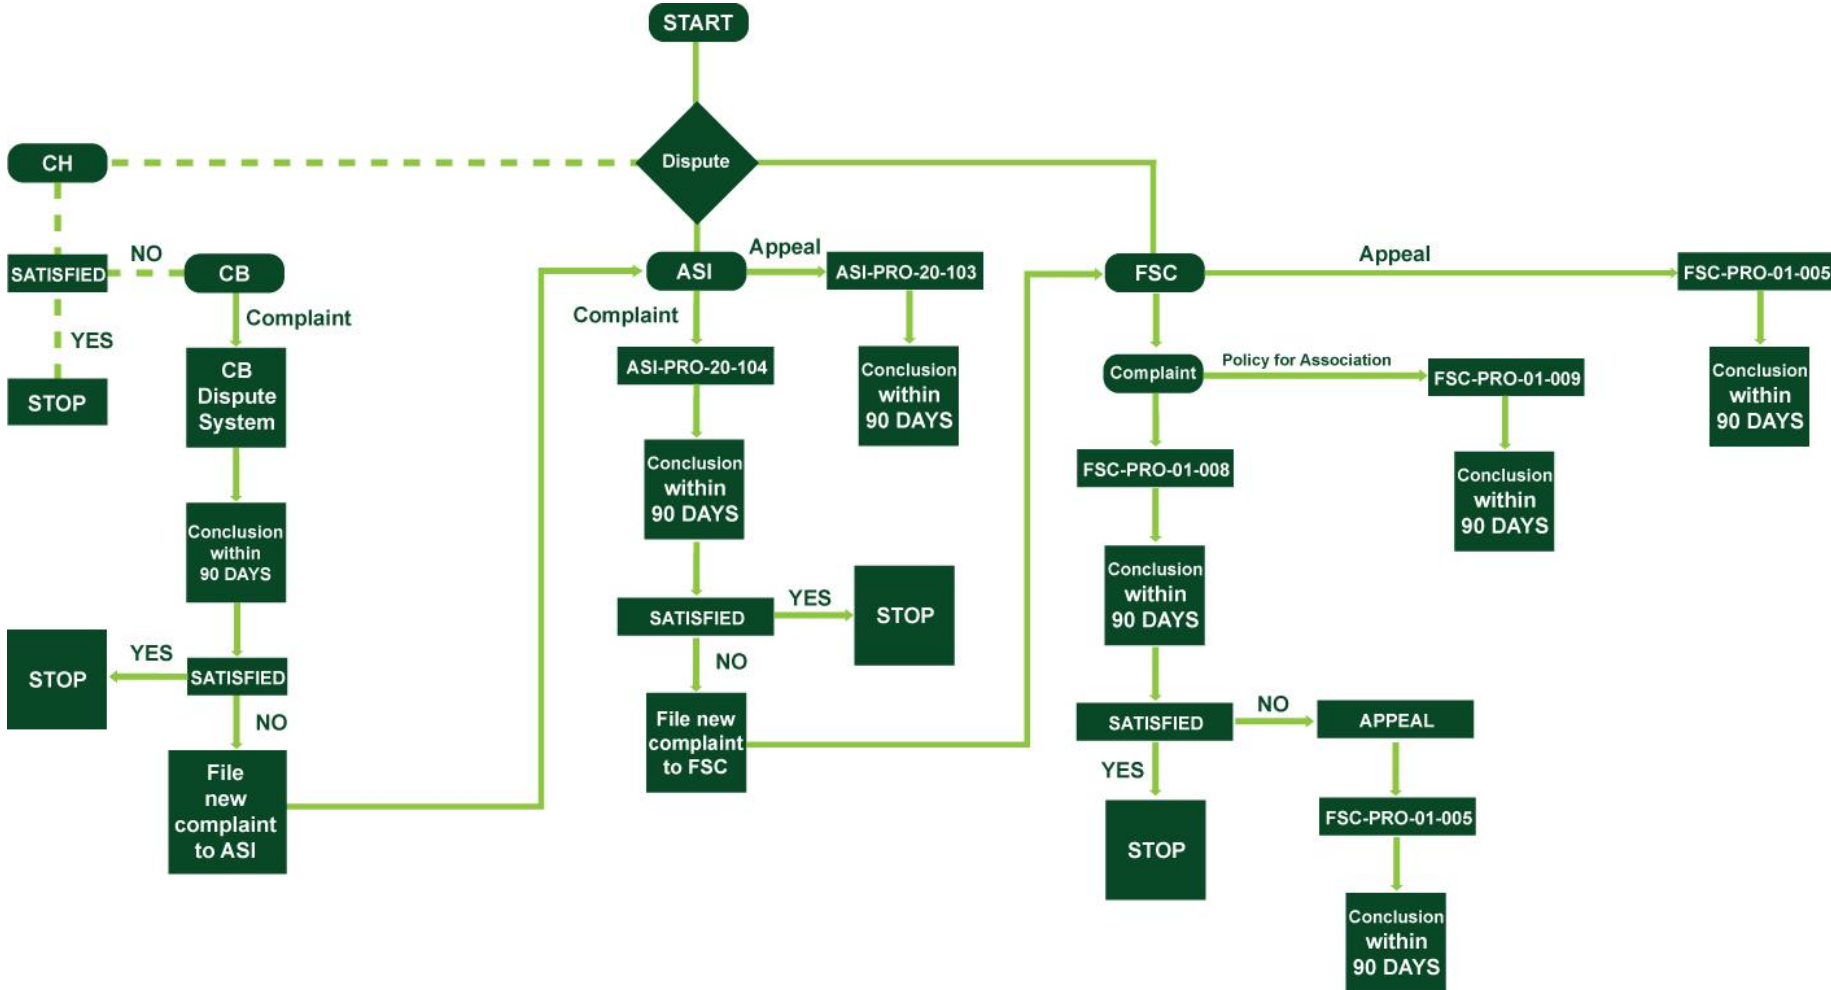 START
Dispute
CH
SATISFIED
NO
YES
STOP
CB
Complaint
CB
Dispute
System
Conclusion
within
90 DAYS
SATISFIED
YES
STOP
NO
File
new
complaint
to ASI
ASI
Appeal
ASI-PRO-20-103
Conclusion
within
90 DAYS
Complaint
ASI-PRO-20-104
Conclusion
within
90 DAYS
SATISFIED
YES
STOP
NO
File new
complaint
to FSC
FSC
Appeal
FSC-PRO-01-005
Conclusion
within
90 DAYS
Complaint
Policy for Association
FSC-PRO-01-009
Conclusion
within
90 DAYS
FSC-PRO-01-008
Conclusion
within
90 DAYS
SATISFIED
NO
APPEAL
YES
STOP
FSC-PRO-01-005
Conclusion
within
90 DAYS